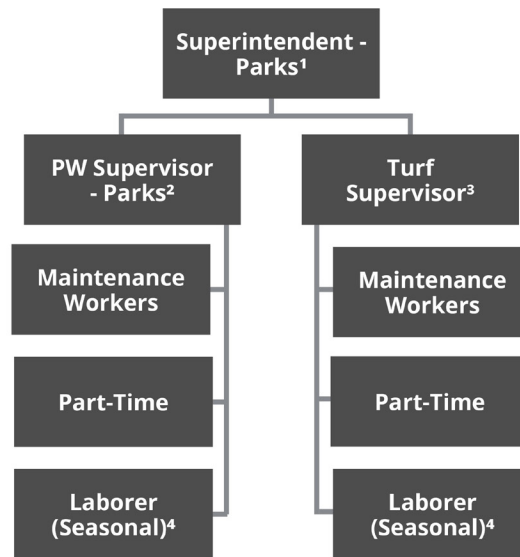 Superintendent -
Parks¹
PW Supervisor
- Parks²
Turf
Supervisor³
Maintenance
Workers
Maintenance
Workers
Part-Time
Part-Time
Laborer
(Seasonal)⁴
Laborer
(Seasonal)⁴